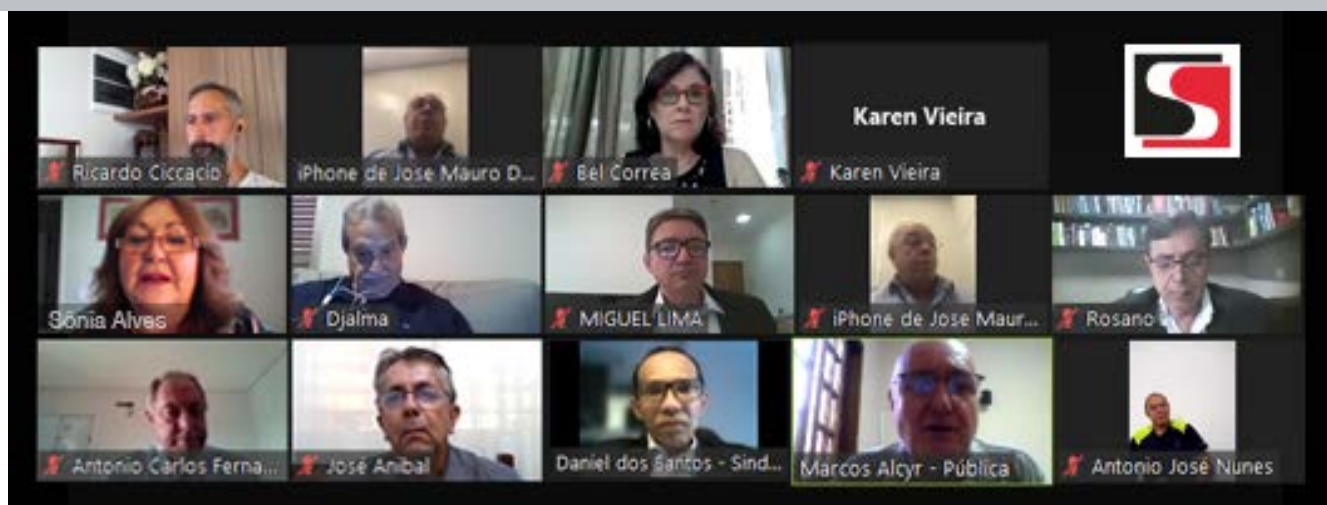 Karen Vieira
Ricardo Ciccacio
iPhone de Jose Mauro D...
Bel Correa
Karen Vieira
Sônia Alves
Djalma
MIGUEL LIMA
iPhone de Jose Maur...
Rosano
Antonio Carlos Ferna...
José Anibal
Daniel dos Santos - Sind...
Marcos Alcyr - Pública
Antonio José Nunes